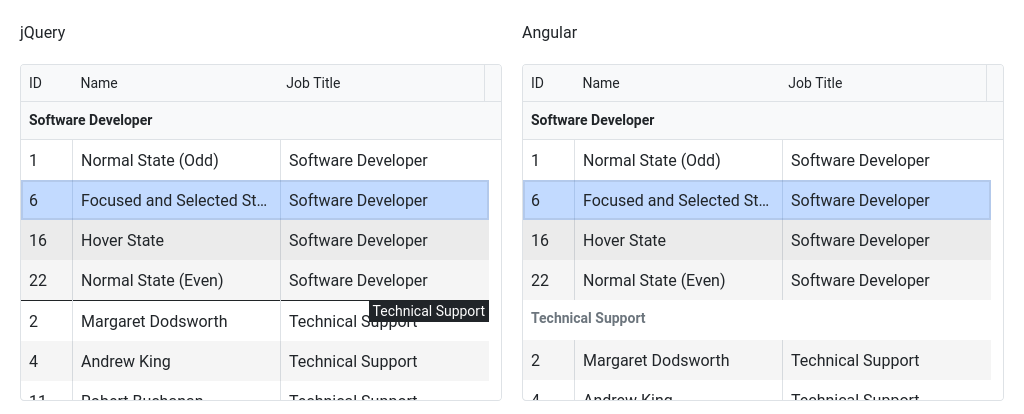 jQuery
ID Name Job Title
Software Developer
1 Normal State (Odd) Software Developer
6 Focused and Selected St… Software Developer
16 Hover State Software Developer
22 Normal State (Even) Software Developer
Technical Support
2 Margaret Dodsworth Technical Support
4 Andrew King Technical Support
11 Robert Buchanan Technical Support
Angular
ID Name Job Title
Software Developer
1 Normal State (Odd) Software Developer
6 Focused and Selected St… Software Developer
16 Hover State Software Developer
22 Normal State (Even) Software Developer
Technical Support
2 Margaret Dodsworth Technical Support
4 Andrew King Technical Support